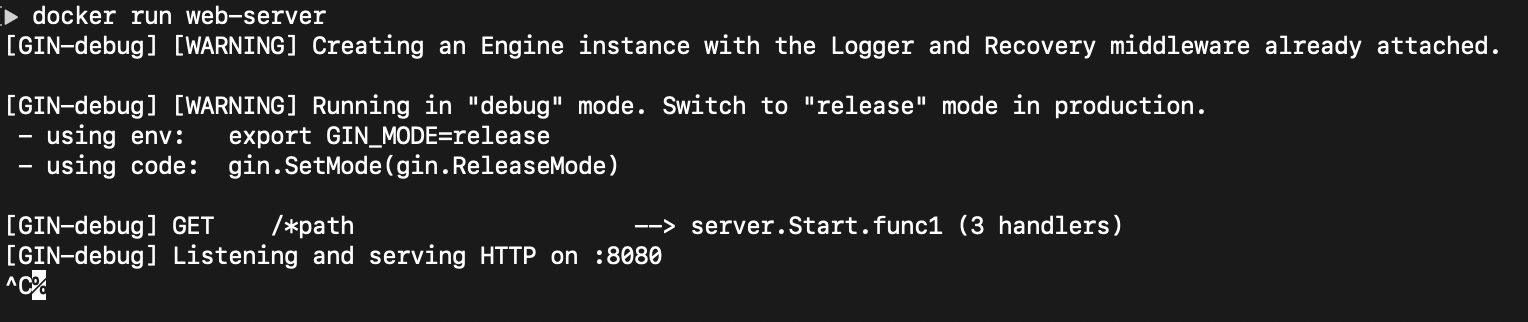 ▶ docker run web-server
[GIN-debug] [WARNING] Creating an Engine instance with the Logger and Recovery middleware already attached.

[GIN-debug] [WARNING] Running in "debug" mode. Switch to "release" mode in production.
 - using env:   export GIN_MODE=release
 - using code:  gin.SetMode(gin.ReleaseMode)

[GIN-debug] GET    /*path                    --> server.Start.func1 (3 handlers)
[GIN-debug] Listening and serving HTTP on :8080
^C%